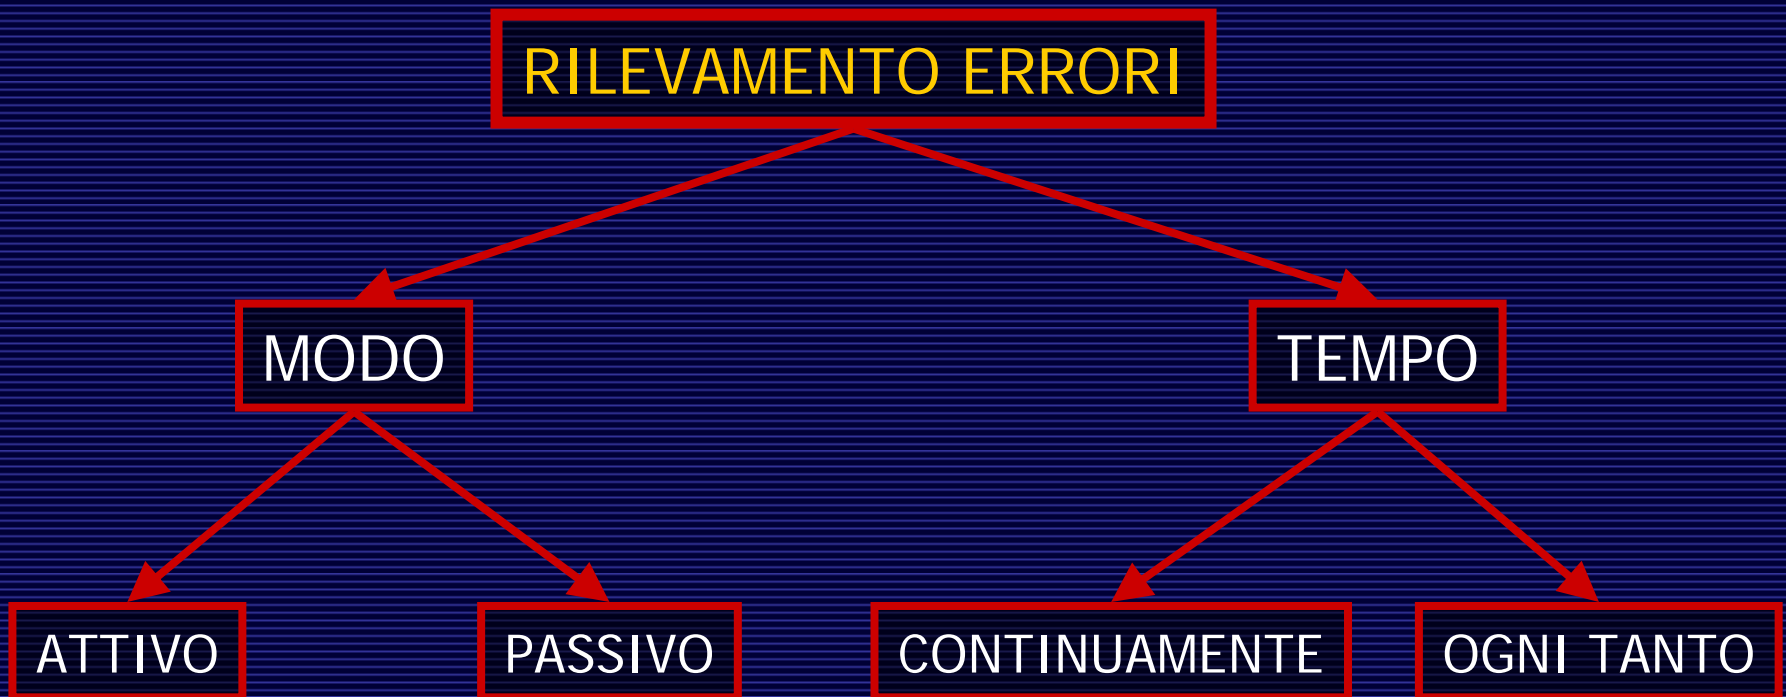 RILEVAMENTO ERRORI
MODO
TEMPO
ATTIVO
PASSIVO
CONTINUAMENTE
OGNI TANTO